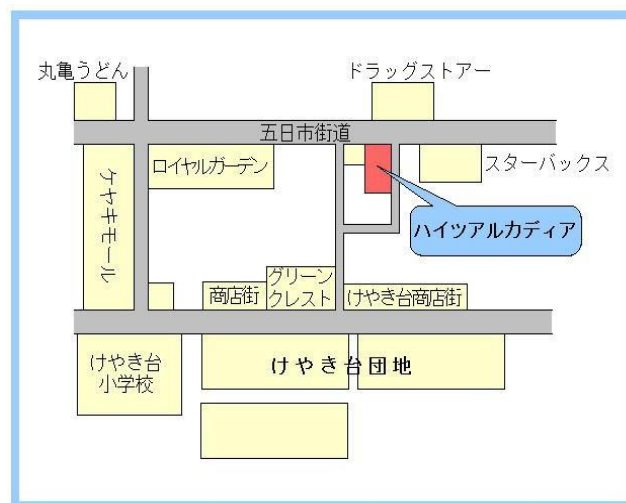 丸亀うどん
ドラッグストアー
五日市街道
ロイヤルガーデン
スターバックス
ケヤキモール
ハイツアルカディア
グリーン
クレスト
商店街
けやき台商店街
けやき台
小学校
けやき台団地